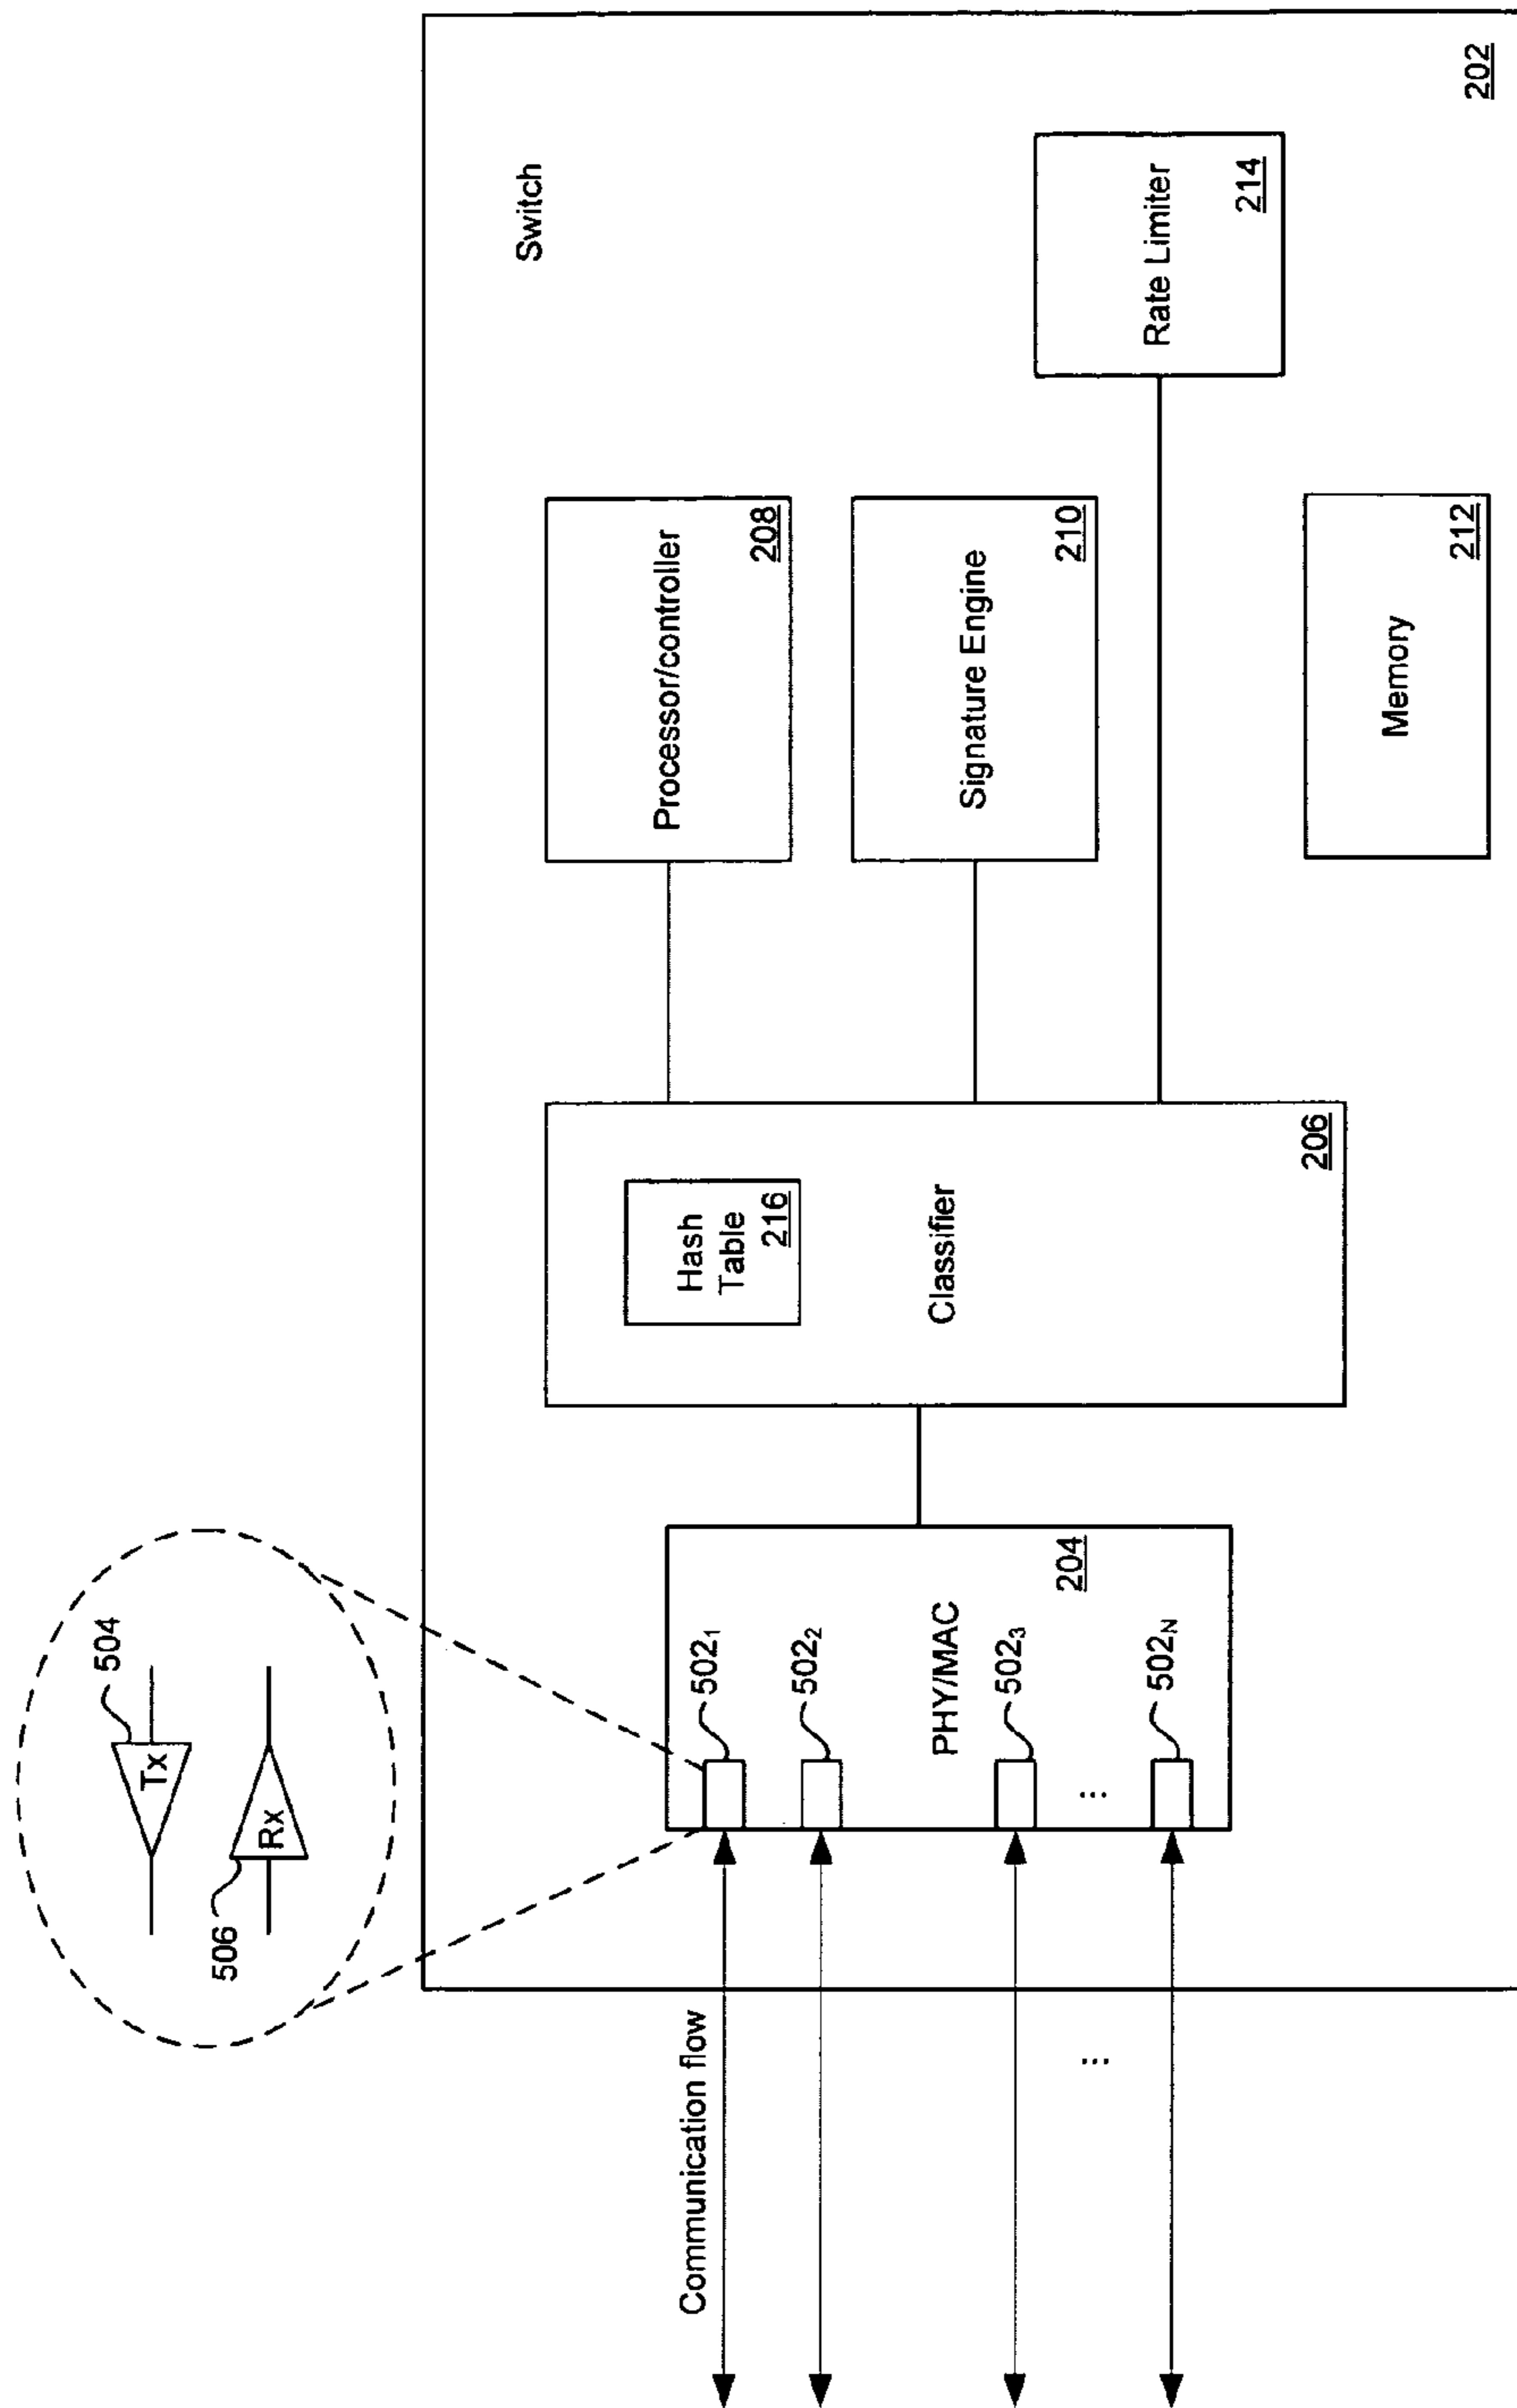 504
Tx
506
Rx
Switch
202
Processor/controller
208
Signature Engine
210
Rate Limiter
214
Memory
212
Hash
Table
216
Classifier
206
PHY/MAC
204
502₁
502₂
502₃
...
502ɴ
Communication flow
...